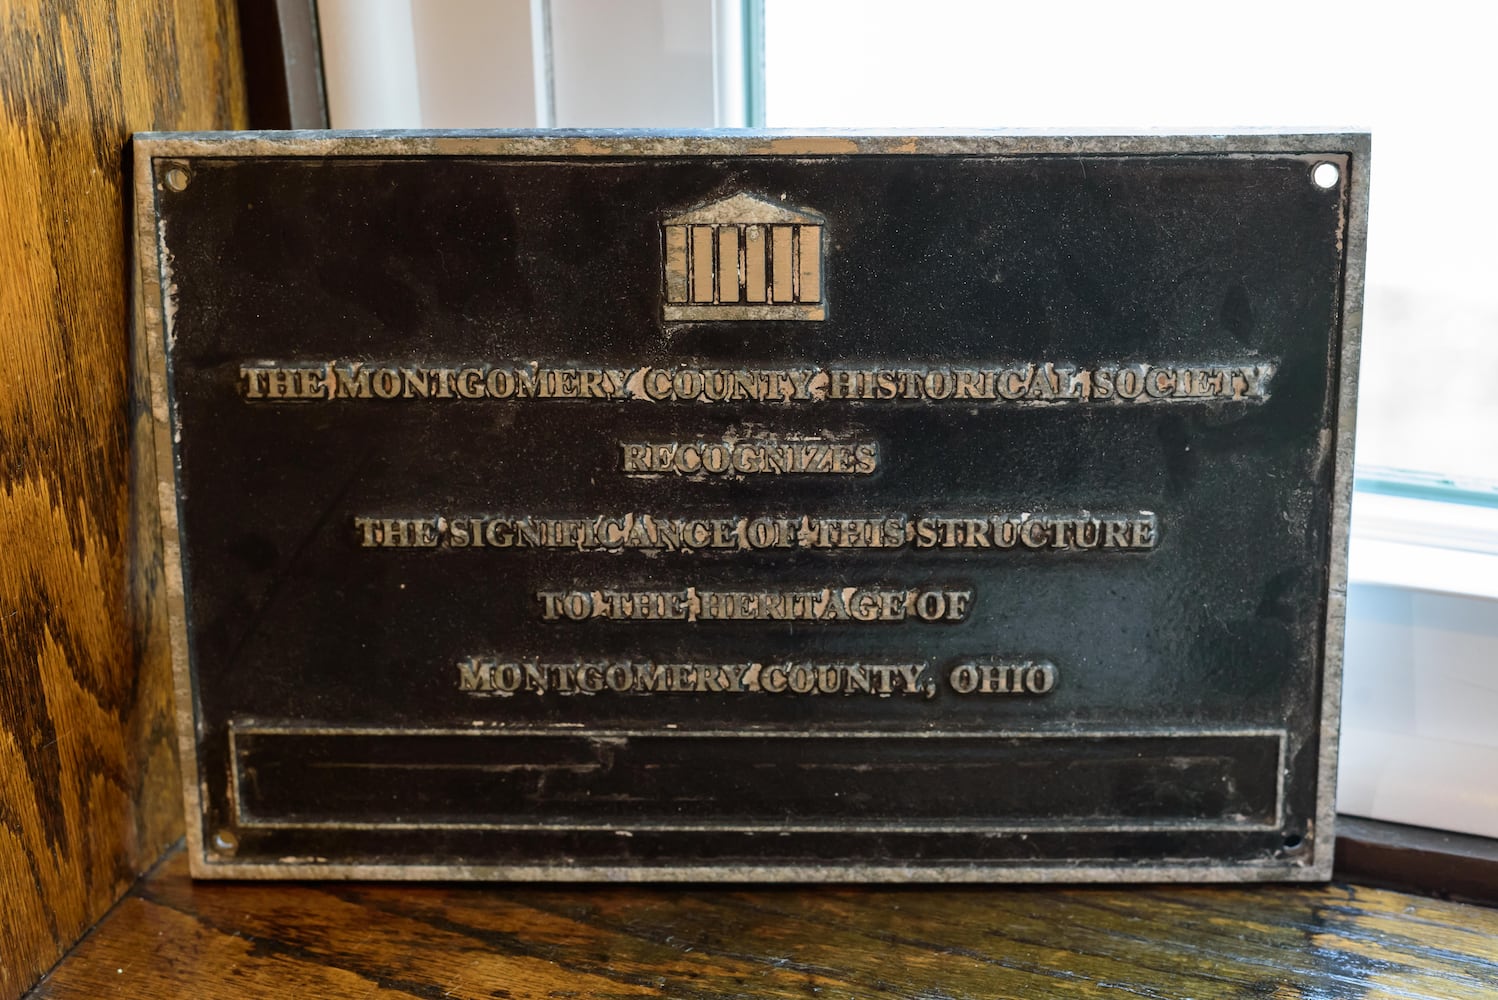 THE MONTGOMERY COUNTY HISTORICAL SOCIETY
RECOGNIZES
THE SIGNIFICANCE OF THIS STRUCTURE
TO THE HERITAGE OF
MONTGOMERY COUNTY, OHIO